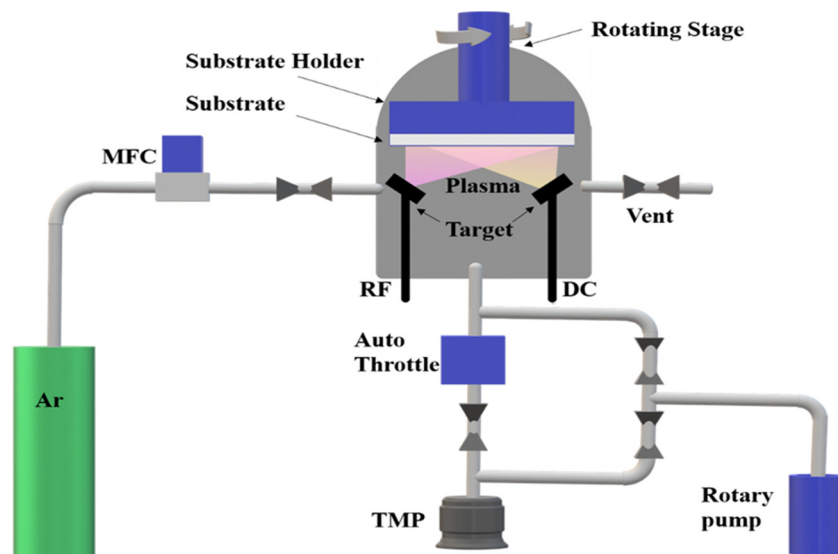 Rotating Stage
Substrate Holder
Substrate
MFC
Plasma
Vent
Target
RF
DC
Auto
Throttle
Ar
TMP
Rotary
pump